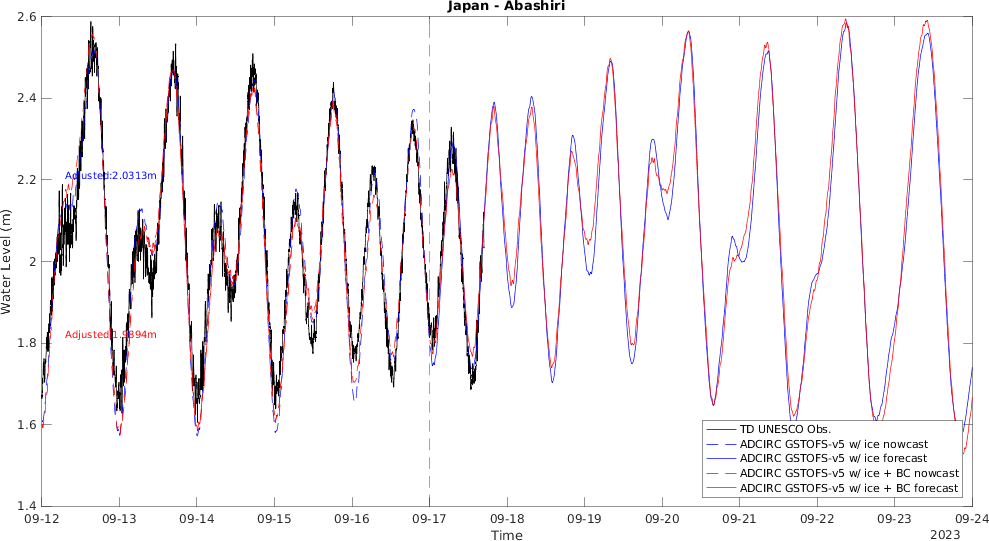 Japan - Abashiri
2.6
2.4
2.2
2
1.8
1.6
1.4
Water Level (m)
Adjusted:2.0313m
Adjusted:1.9894m
TD UNESCO Obs.
ADCIRC GSTOFS-v5 w/ ice nowcast
ADCIRC GSTOFS-v5 w/ ice forecast
ADCIRC GSTOFS-v5 w/ ice + BC nowcast
ADCIRC GSTOFS-v5 w/ ice + BC forecast
09-12 09-13 09-14 09-15 09-16 09-17 09-18 09-19 09-20 09-21 09-22 09-23 09-24
Time
2023